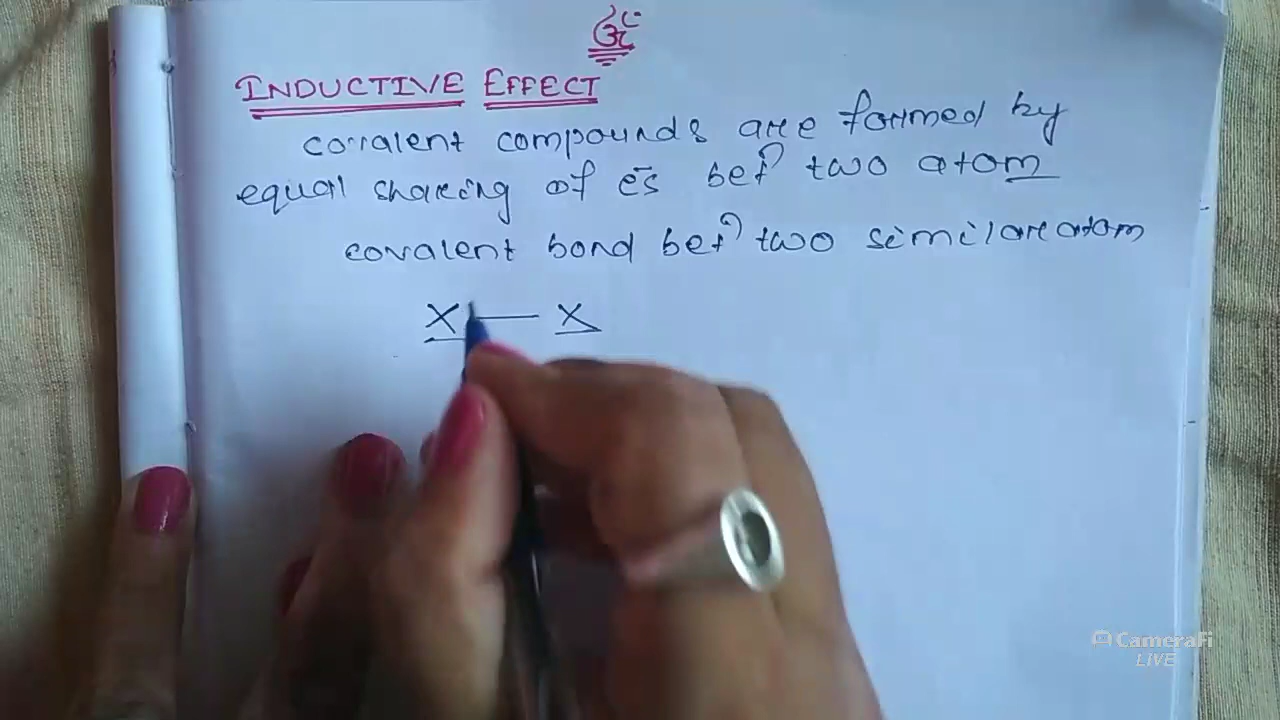 INDUCTIVE EFFECT
covalent compounds are formed by
equal sharing of e̅s betⁿ two atom
covalent bond betⁿ two similar atom
X — X
CameraFi
LIVE